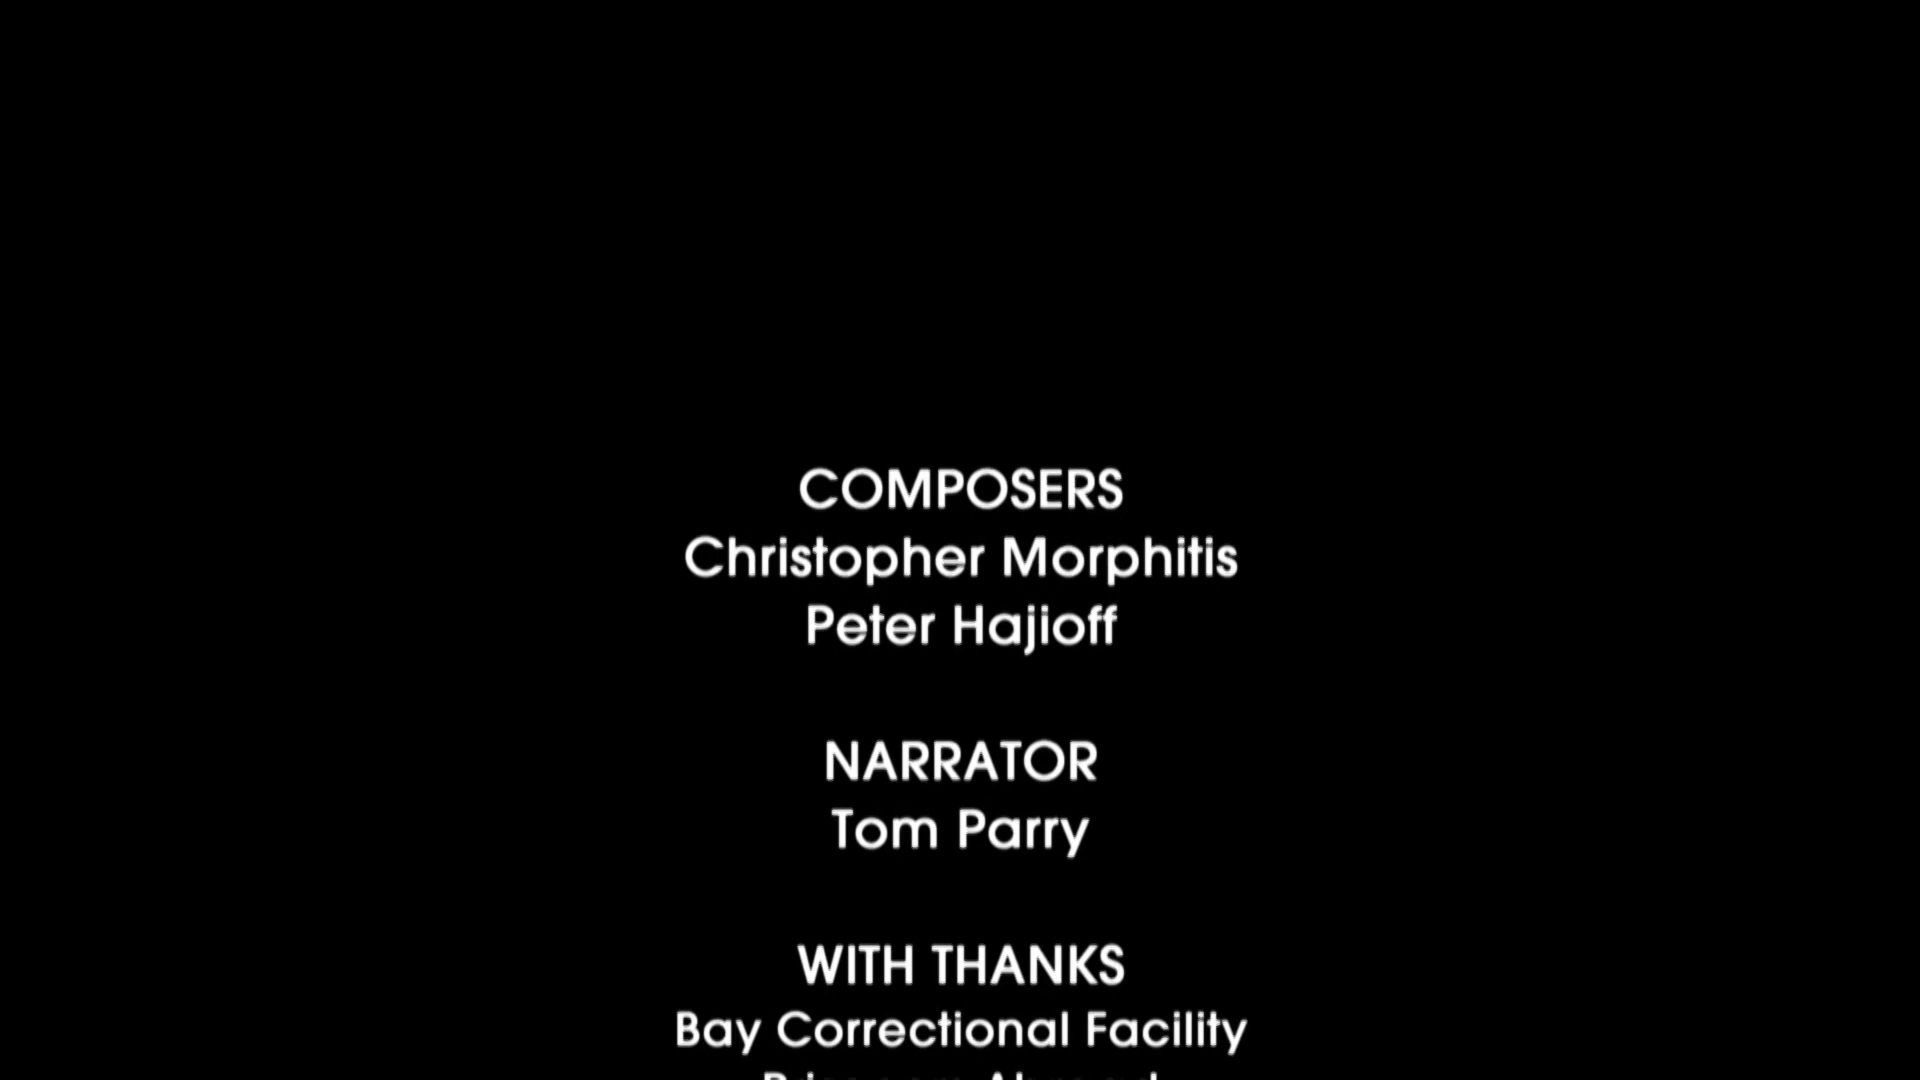 COMPOSERS
Christopher Morphitis
Peter Hajioff
NARRATOR
Tom Parry
WITH THANKS
Bay Correctional Facility